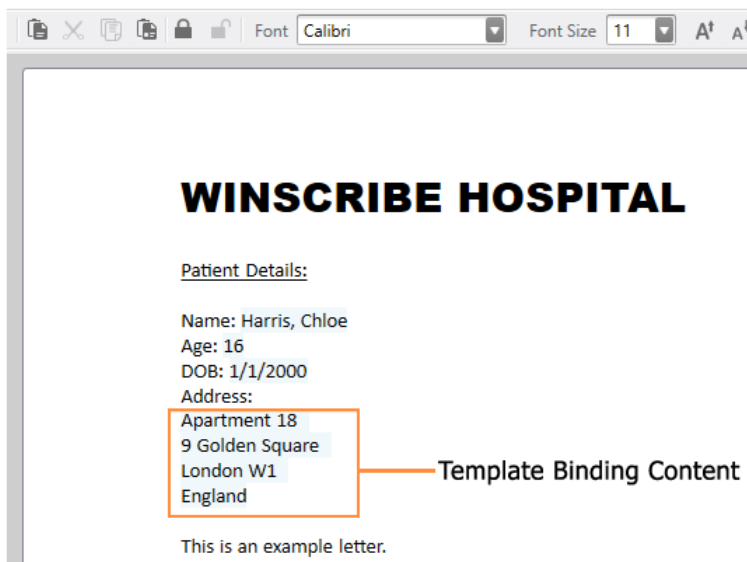 Font Calibri Font Size 11
WINSCRIBE HOSPITAL
Patient Details:
Name: Harris, Chloe
Age: 16
DOB: 1/1/2000
Address:
Apartment 18
9 Golden Square
London W1
England
Template Binding Content
This is an example letter.